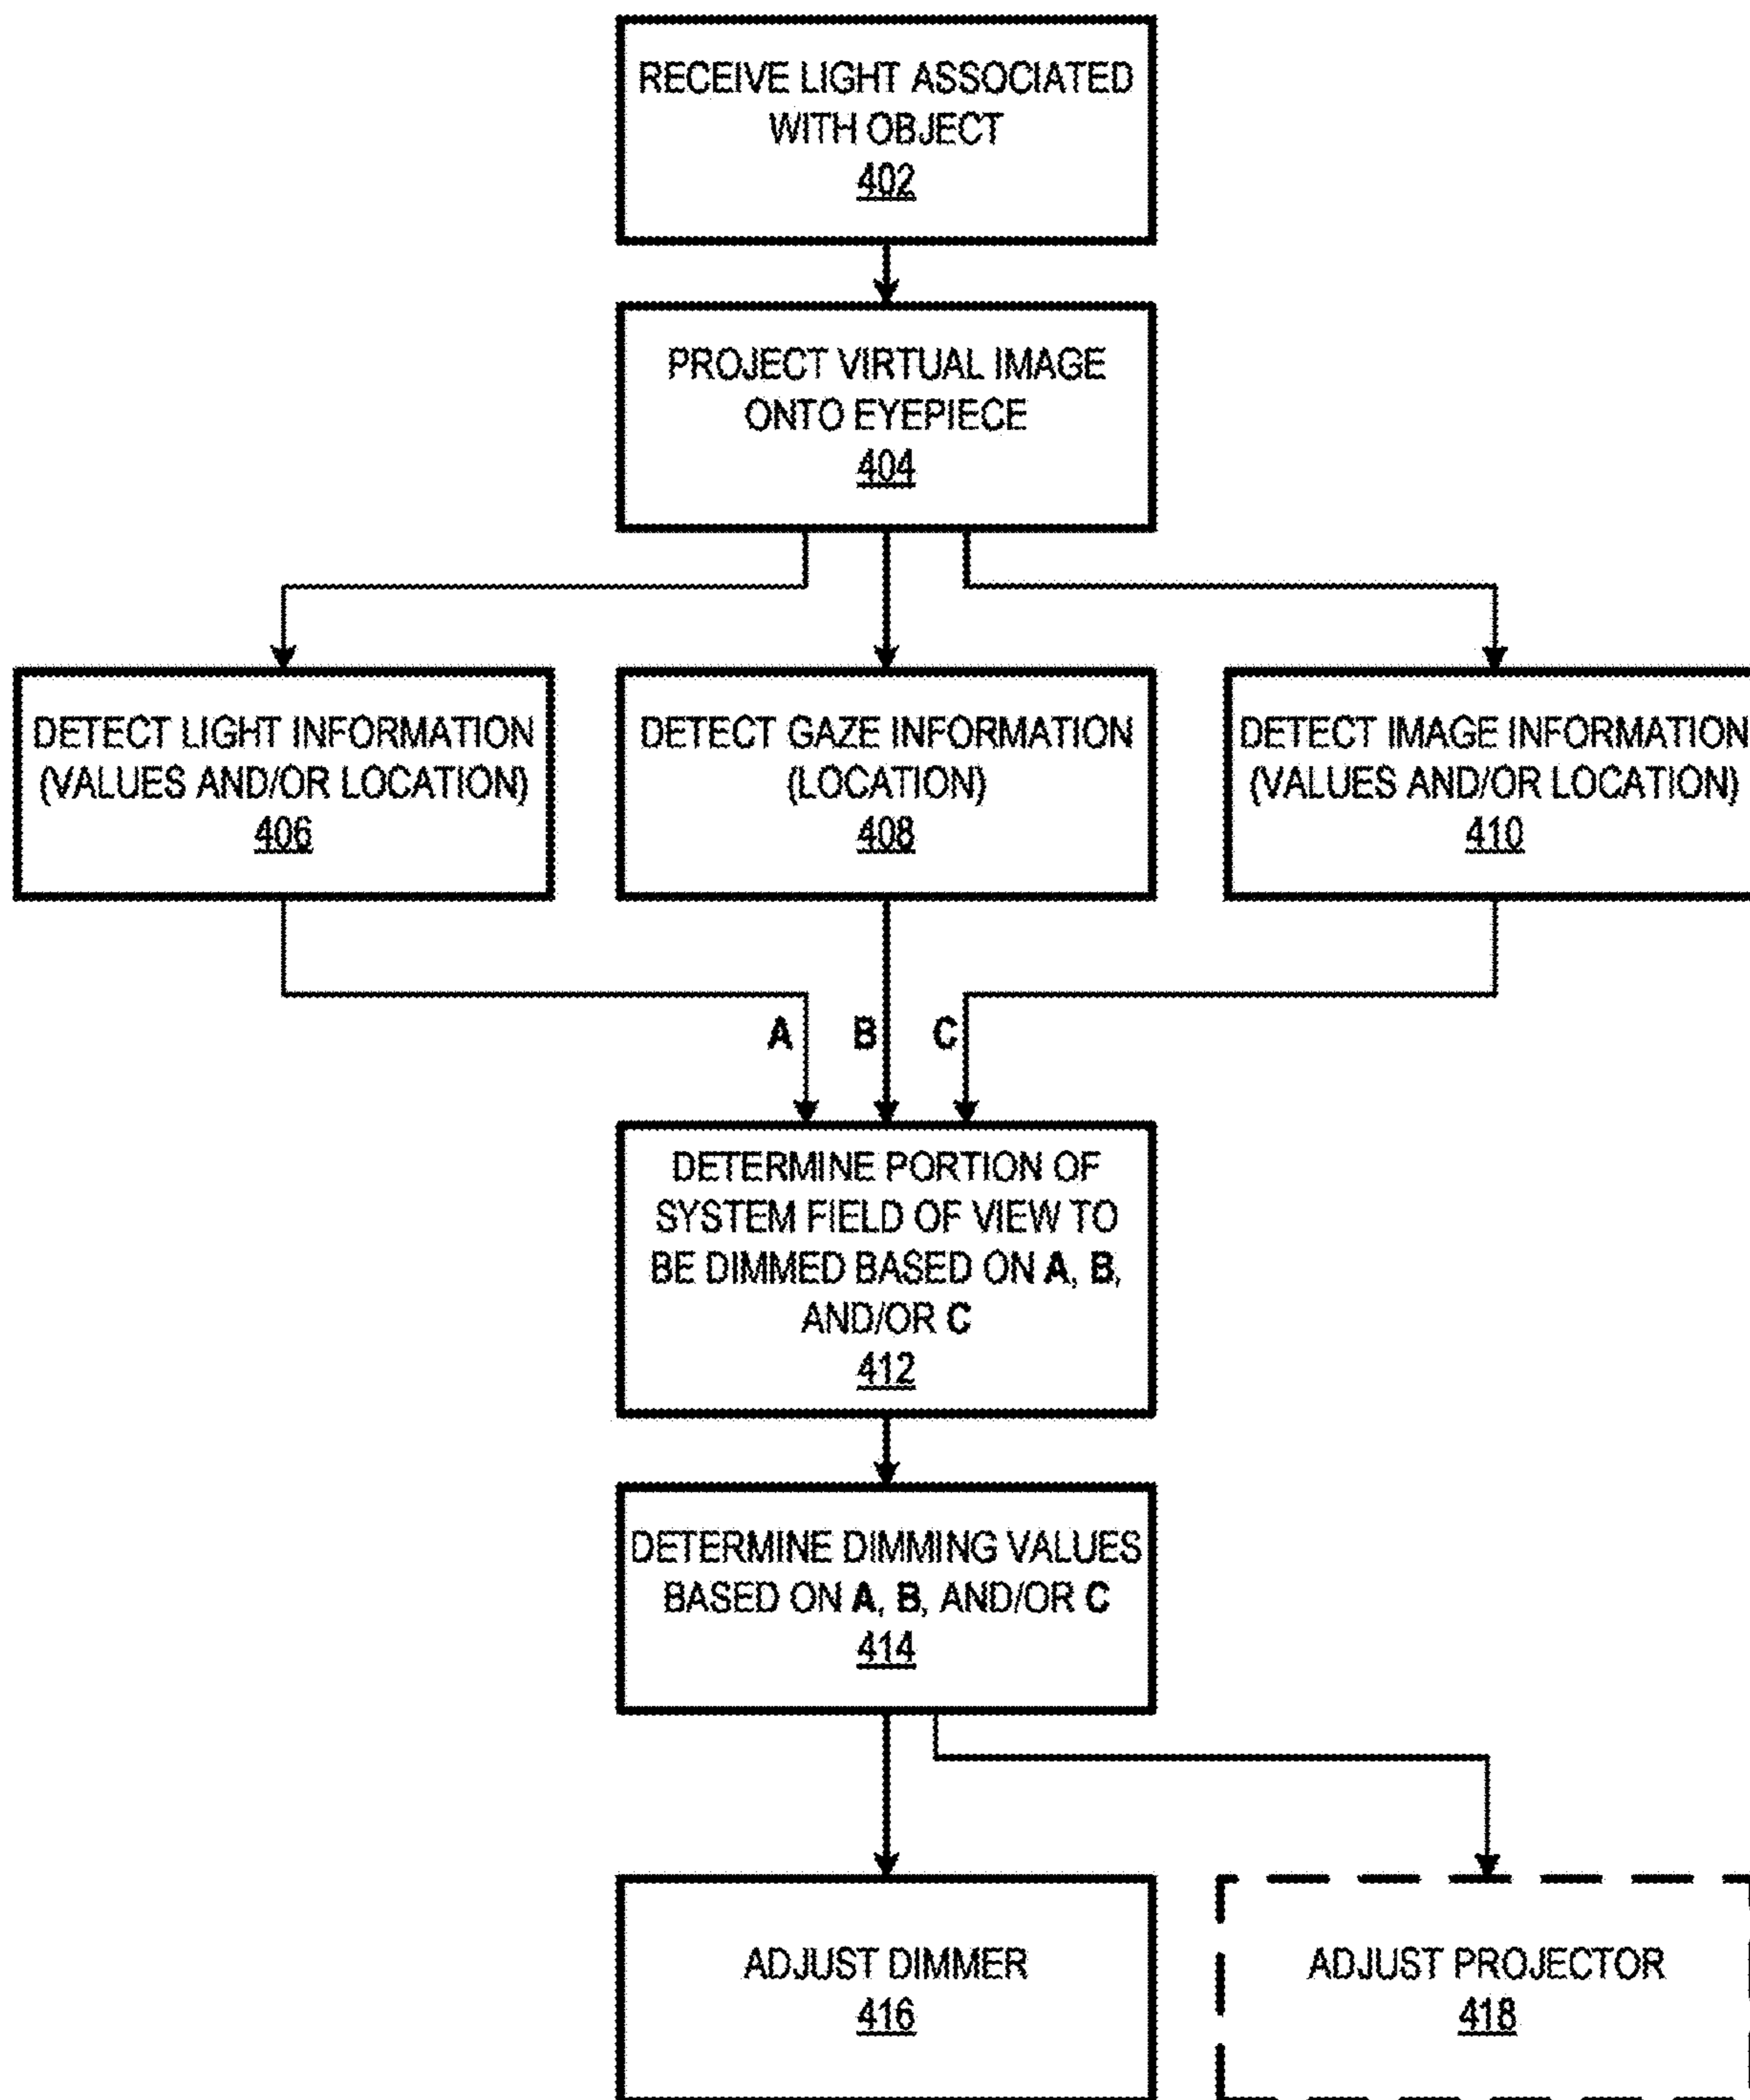 RECEIVE LIGHT ASSOCIATED
WITH OBJECT
402
PROJECT VIRTUAL IMAGE
ONTO EYEPIECE
404
DETECT LIGHT INFORMATION
(VALUES AND/OR LOCATION)
406
DETECT GAZE INFORMATION
(LOCATION)
408
DETECT IMAGE INFORMATION
(VALUES AND/OR LOCATION)
410
A
B
C
DETERMINE PORTION OF
SYSTEM FIELD OF VIEW TO
BE DIMMED BASED ON A, B,
AND/OR C
412
DETERMINE DIMMING VALUES
BASED ON A, B, AND/OR C
414
ADJUST DIMMER
416
ADJUST PROJECTOR
418